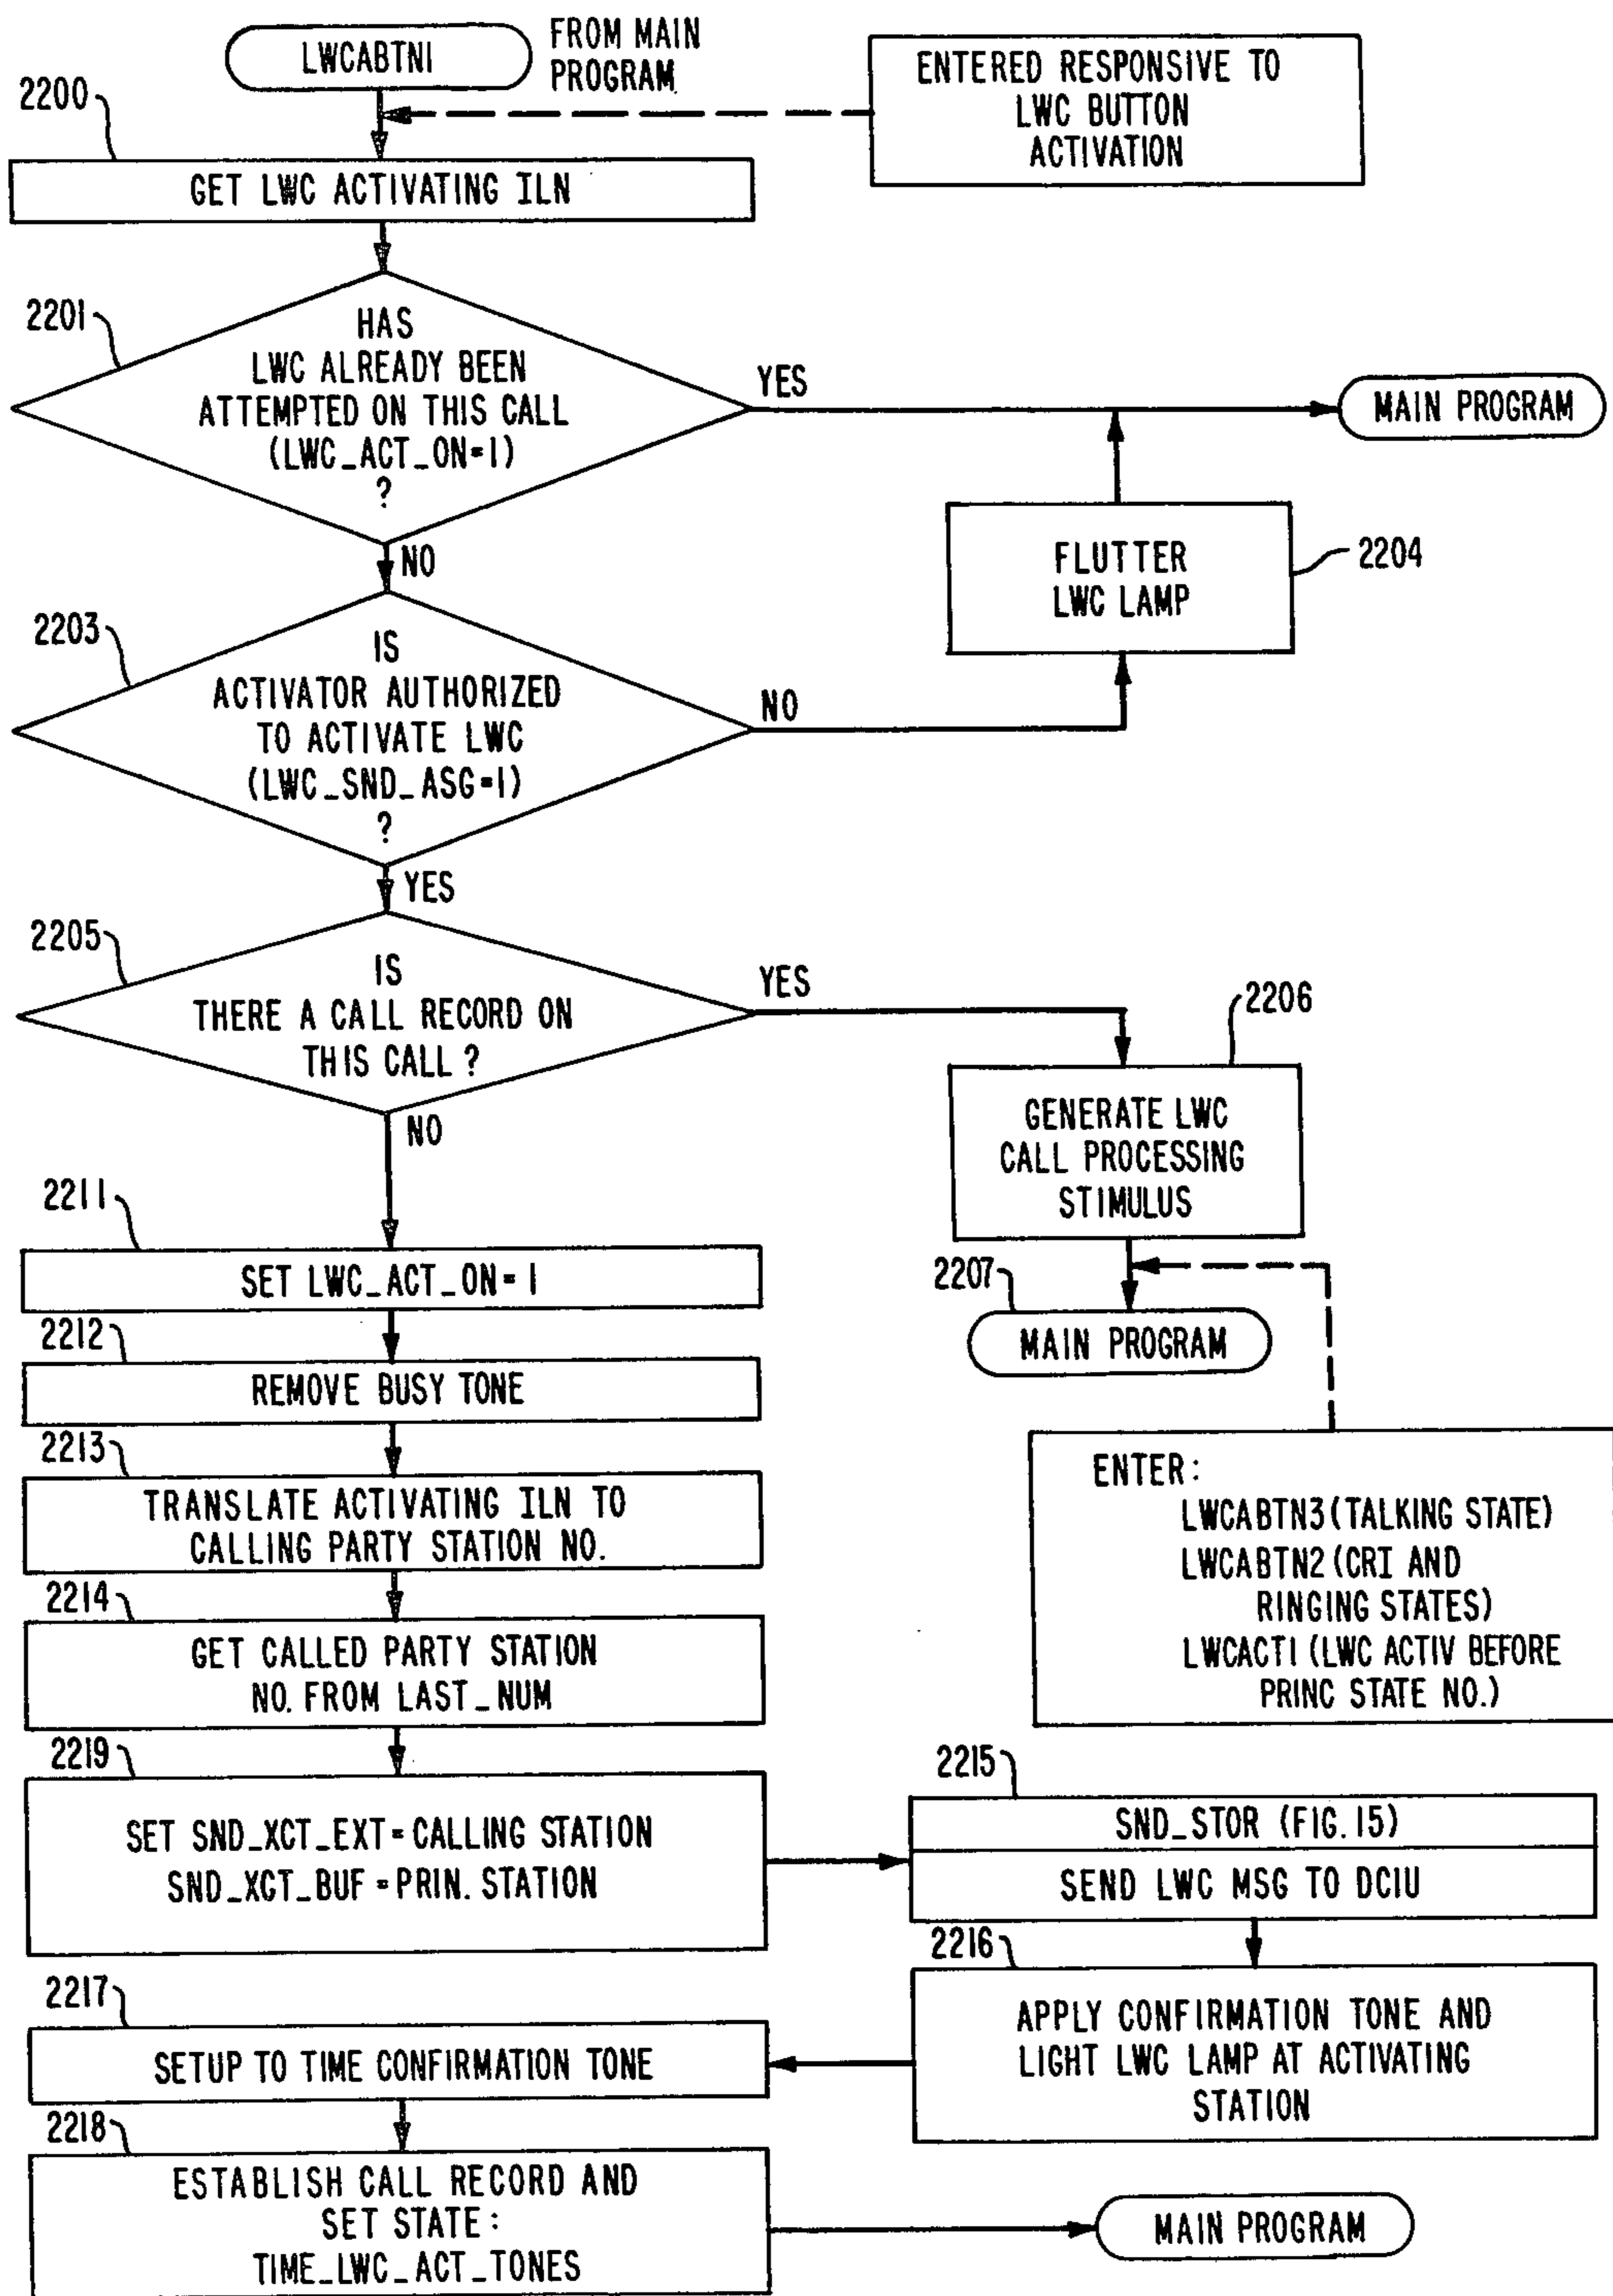 LWCABTN1
FROM MAIN
PROGRAM
ENTERED RESPONSIVE TO
LWC BUTTON
ACTIVATION
2200
GET LWC ACTIVATING ILN
2201
HAS
LWC ALREADY BEEN
ATTEMPTED ON THIS CALL
(LWC_ACT_ON=1)
?
YES
MAIN PROGRAM
NO
FLUTTER
LWC LAMP
2204
2203
IS
ACTIVATOR AUTHORIZED
TO ACTIVATE LWC
(LWC_SND_ASG=1)
?
NO
YES
2205
IS
THERE A CALL RECORD ON
THIS CALL ?
YES
2206
GENERATE LWC
CALL PROCESSING
STIMULUS
NO
2207
MAIN PROGRAM
2211
SET LWC_ACT_ON = 1
2212
REMOVE BUSY TONE
2213
TRANSLATE ACTIVATING ILN TO
CALLING PARTY STATION NO.
ENTER:
LWCABTN3 (TALKING STATE)
LWCABTN2 (CRI AND
RINGING STATES)
LWCACT1 (LWC ACTIV BEFORE
PRINC STATE NO.)
2214
GET CALLED PARTY STATION
NO. FROM LAST_NUM
2219
SET SND_XCT_EXT = CALLING STATION
SND_XCT_BUF = PRIN. STATION
2215
SND_STOR (FIG. 15)
SEND LWC MSG TO DCIU
2216
APPLY CONFIRMATION TONE AND
LIGHT LWC LAMP AT ACTIVATING
STATION
2217
SETUP TO TIME CONFIRMATION TONE
2218
ESTABLISH CALL RECORD AND
SET STATE:
TIME_LWC_ACT_TONES
MAIN PROGRAM